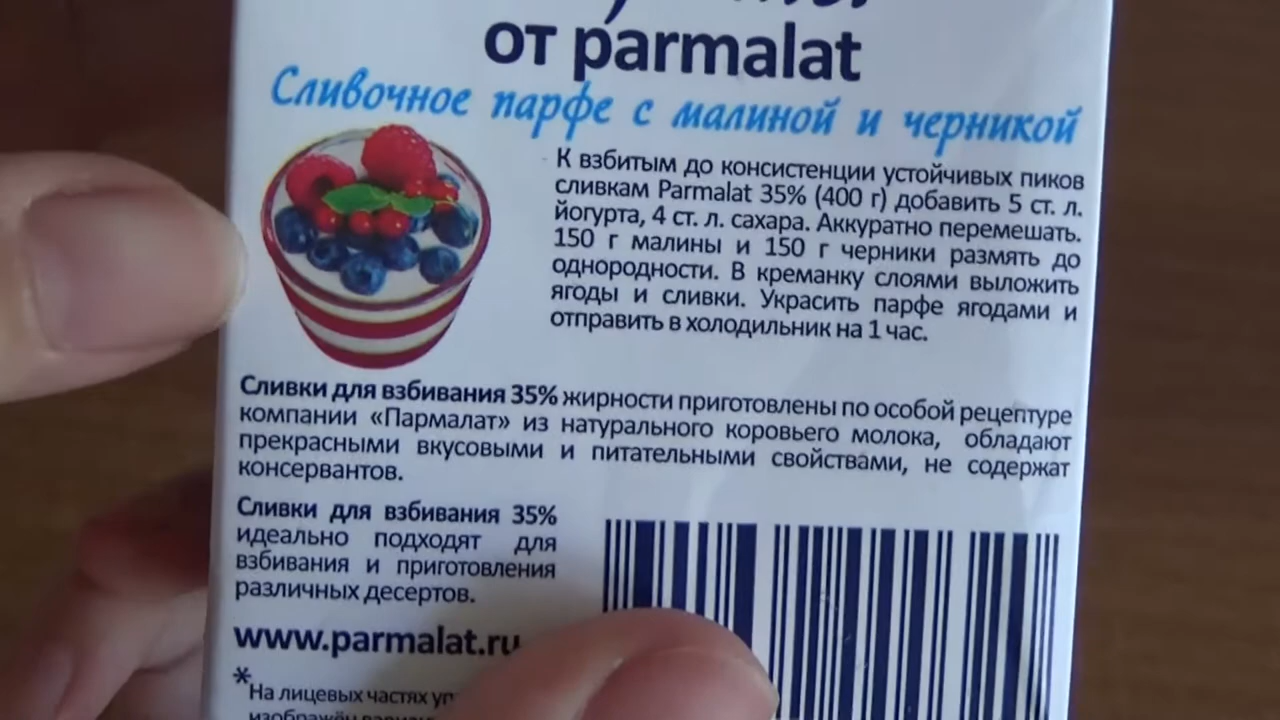 от parmalat
Сливочное парфе с малиной и черникой
К взбитым до консистенции устойчивых пиков
сливкам Parmalat 35% (400 г) добавить 5 ст. л.
йогурта, 4 ст. л. сахара. Аккуратно перемешать.
150 г малины и 150 г черники размять до
однородности. В креманку слоями выложить
ягоды и сливки. Украсить парфе ягодами и
отправить в холодильник на 1 час.
Сливки для взбивания 35% жирности приготовлены по особой рецептуре
компании «Пармалат» из натурального коровьего молока, обладают
прекрасными вкусовыми и питательными свойствами, не содержат
консервантов.
Сливки для взбивания 35%
идеально подходят для
взбивания и приготовления
различных десертов.
www.parmalat.ru
*На лицевых частях